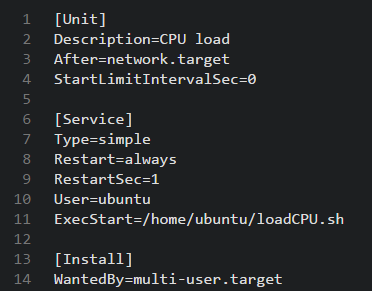 1 [Unit]
2 Description=CPU load
3 After=network.target
4 StartLimitIntervalSec=0
5
6 [Service]
7 Type=simple
8 Restart=always
9 RestartSec=1
10 User=ubuntu
11 ExecStart=/home/ubuntu/loadCPU.sh
12
13 [Install]
14 WantedBy=multi-user.target